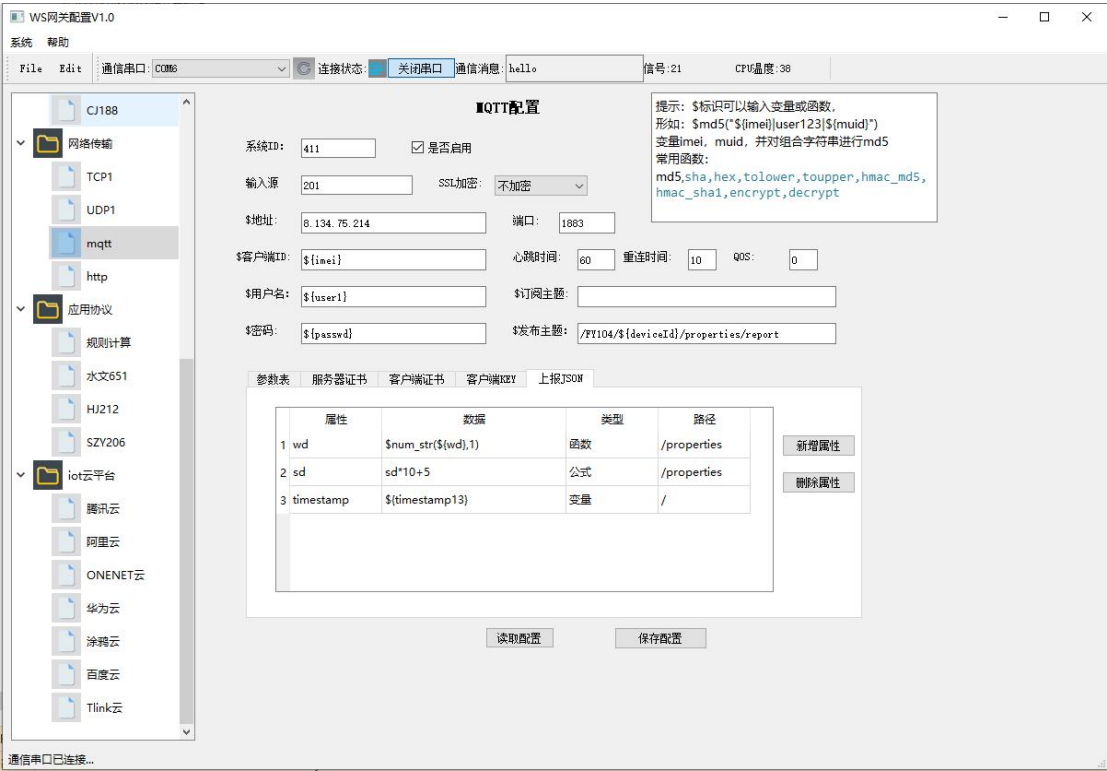 WS网关配置V1.0
系统 帮助
File Edit 通信串口: COM6 连接状态: 关闭串口 通信消息: hello 信号:21 CPU温度:38
CJ188
网络传输
TCP1
UDP1
mqtt
http
应用协议
规则计算
水文651
HJ212
SZY206
iot云平台
腾讯云
阿里云
ONENET云
华为云
涂鸦云
百度云
Tlink云
MQTT配置
提示: $标识可以输入变量或函数,
形如: $md5("${imei}|user123|${muid}")
变量imei, muid, 并对组合字符串进行md5
常用函数:
md5,sha,hex,tolower,toupper,hmac_md5,
hmac_sha1,encrypt,decrypt
系统ID: 411 是否启用
输入源 201 SSL加密: 不加密
$地址: 8.134.75.214 端口: 1883
$客户端ID: ${imei} 心跳时间: 60 重连时间: 10 QOS: 0
$用户名: ${user1} $订阅主题:
$密码: ${passwd} $发布主题: /FY104/${deviceId}/properties/report
参数表 服务器证书 客户端证书 客户端KEY 上报JSON
属性 数据 类型 路径
1 wd $num_str(${wd},1) 函数 /properties
2 sd sd*10+5 公式 /properties
3 timestamp ${timestamp13} 变量 /
新增属性
删除属性
读取配置 保存配置
通信串口已连接...